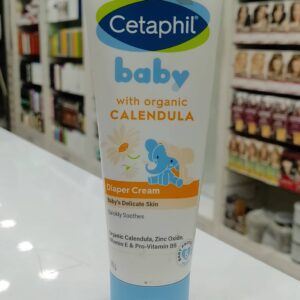 Cetaphil®
baby
with organic
CALENDULA
Diaper Cream
Baby's Delicate Skin
Quickly Soothes
Organic Calendula, Zinc Oxide,
Vitamin E & Pro-Vitamin B5